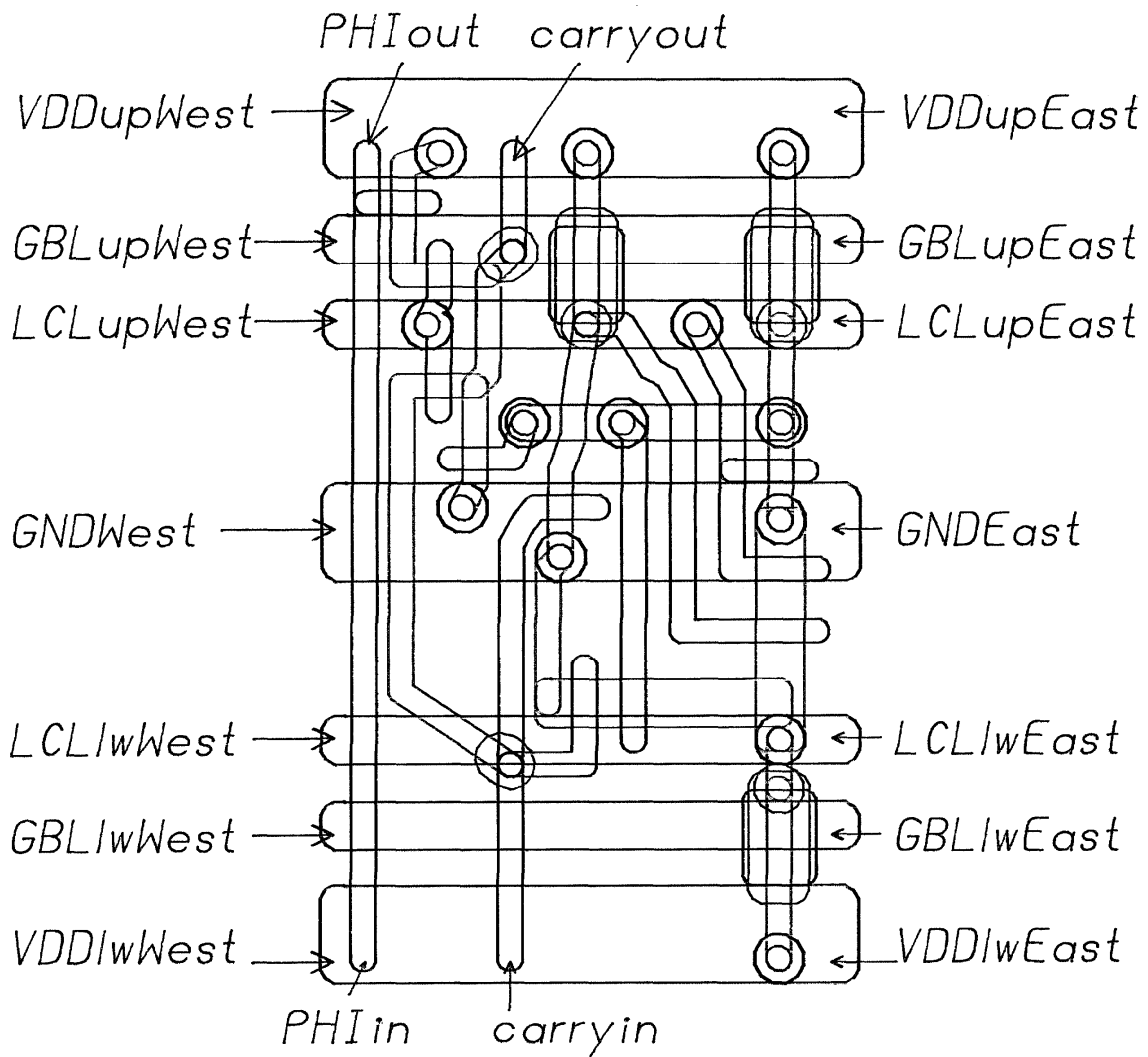 PHIout carryout
VDDupWest VDDupEast
GBLupWest GBLupEast
LCLupWest LCLupEast
GNDWest GNDEast
LCLlwWest LCLlwEast
GBLlwWest GBLlwEast
VDDlwWest VDDlwEast
PHIin carryin